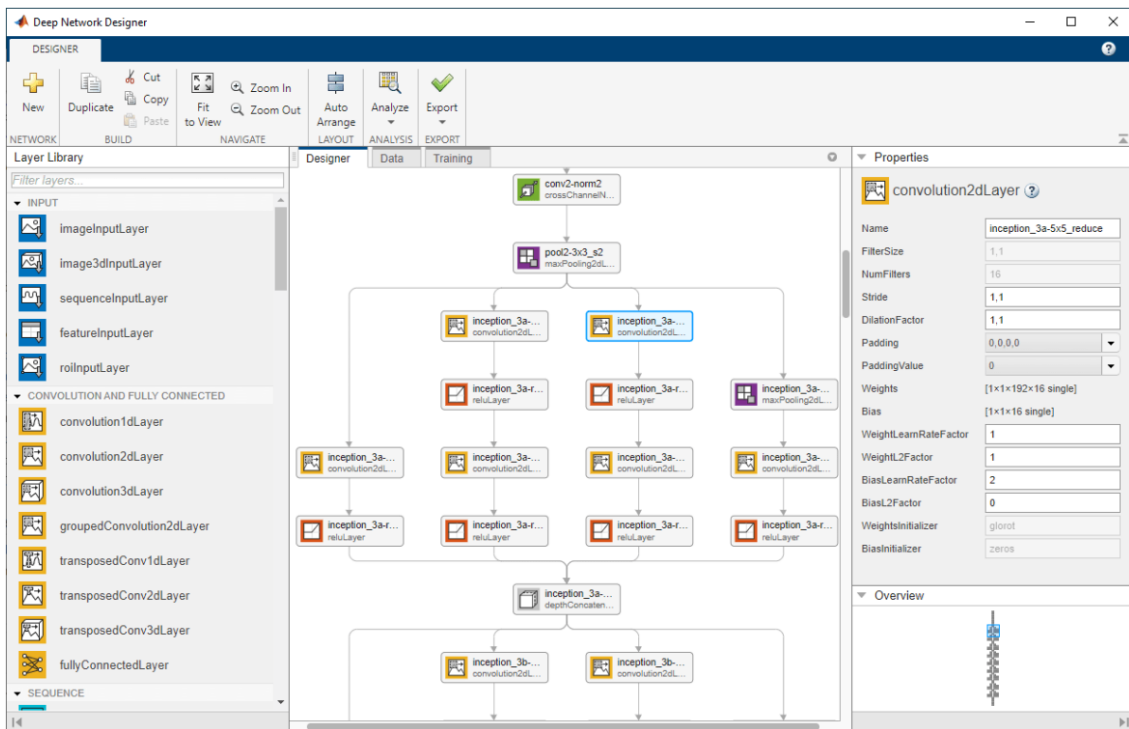 Deep Network Designer
DESIGNER
New
Duplicate
Cut
Copy
Paste
Fit
to View
Zoom In
Zoom Out
Auto
Arrange
Analyze
Export
NETWORK
BUILD
NAVIGATE
LAYOUT
ANALYSIS
EXPORT
Layer Library
Filter layers...
INPUT
imageInputLayer
image3dInputLayer
sequenceInputLayer
featureInputLayer
roiInputLayer
CONVOLUTION AND FULLY CONNECTED
convolution1dLayer
convolution2dLayer
convolution3dLayer
groupedConvolution2dLayer
transposedConv1dLayer
transposedConv2dLayer
transposedConv3dLayer
fullyConnectedLayer
SEQUENCE
Designer
Data
Training
conv2-norm2
crossChannelN...
pool2-3x3_s2
maxPooling2dL...
inception_3a-...
convolution2dL...
inception_3a-...
convolution2dL...
inception_3a-r...
reluLayer
inception_3a-r...
reluLayer
inception_3a-...
maxPooling2dL...
inception_3a-...
convolution2dL...
inception_3a-...
convolution2dL...
inception_3a-...
convolution2dL...
inception_3a-...
convolution2dL...
inception_3a-r...
reluLayer
inception_3a-r...
reluLayer
inception_3a-r...
reluLayer
inception_3a-r...
reluLayer
inception_3a-...
depthConcaten...
inception_3b-...
convolution2dL...
inception_3b-...
convolution2dL...
Properties
convolution2dLayer ?
Name inception_3a-5x5_reduce
FilterSize 1,1
NumFilters 16
Stride 1,1
DilationFactor 1,1
Padding 0,0,0,0
PaddingValue 0
Weights [1×1×192×16 single]
Bias [1×1×16 single]
WeightLearnRateFactor 1
WeightL2Factor 1
BiasLearnRateFactor 2
BiasL2Factor 0
WeightsInitializer glorot
BiasInitializer zeros
Overview